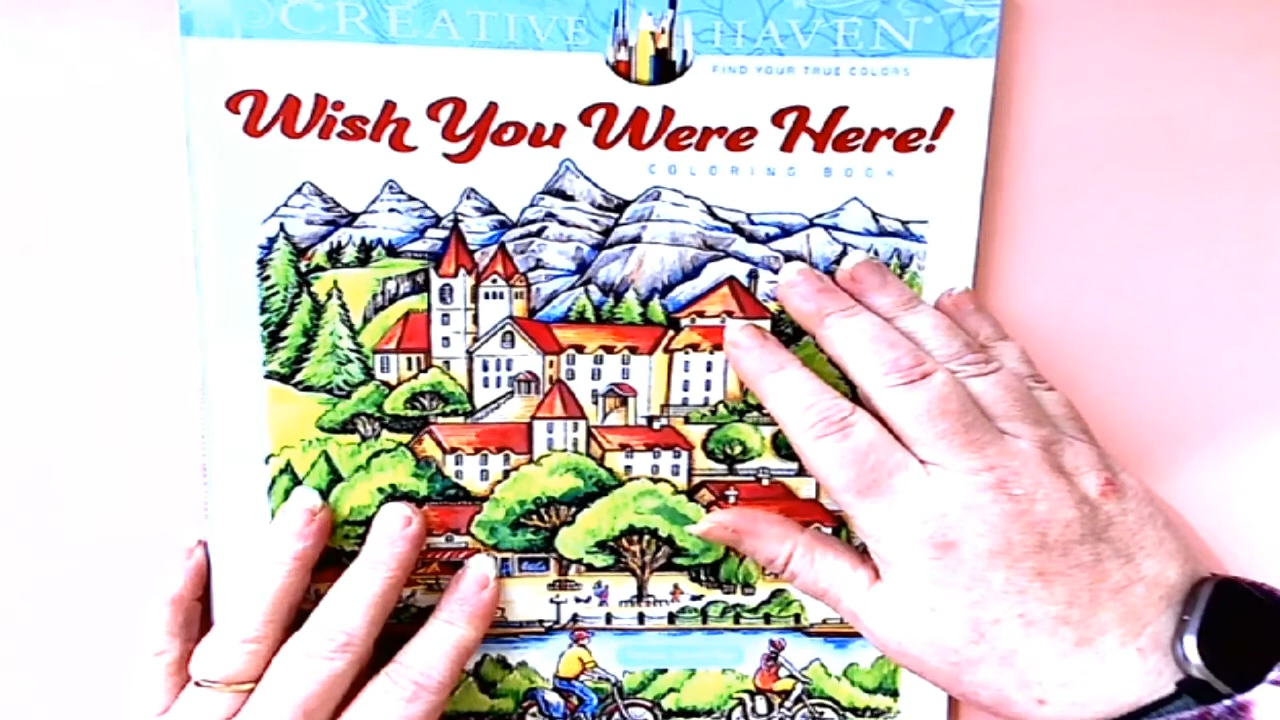 CREATIVE HAVEN
FIND YOUR TRUE COLORS
Wish You Were Here!
COLORING BOOK